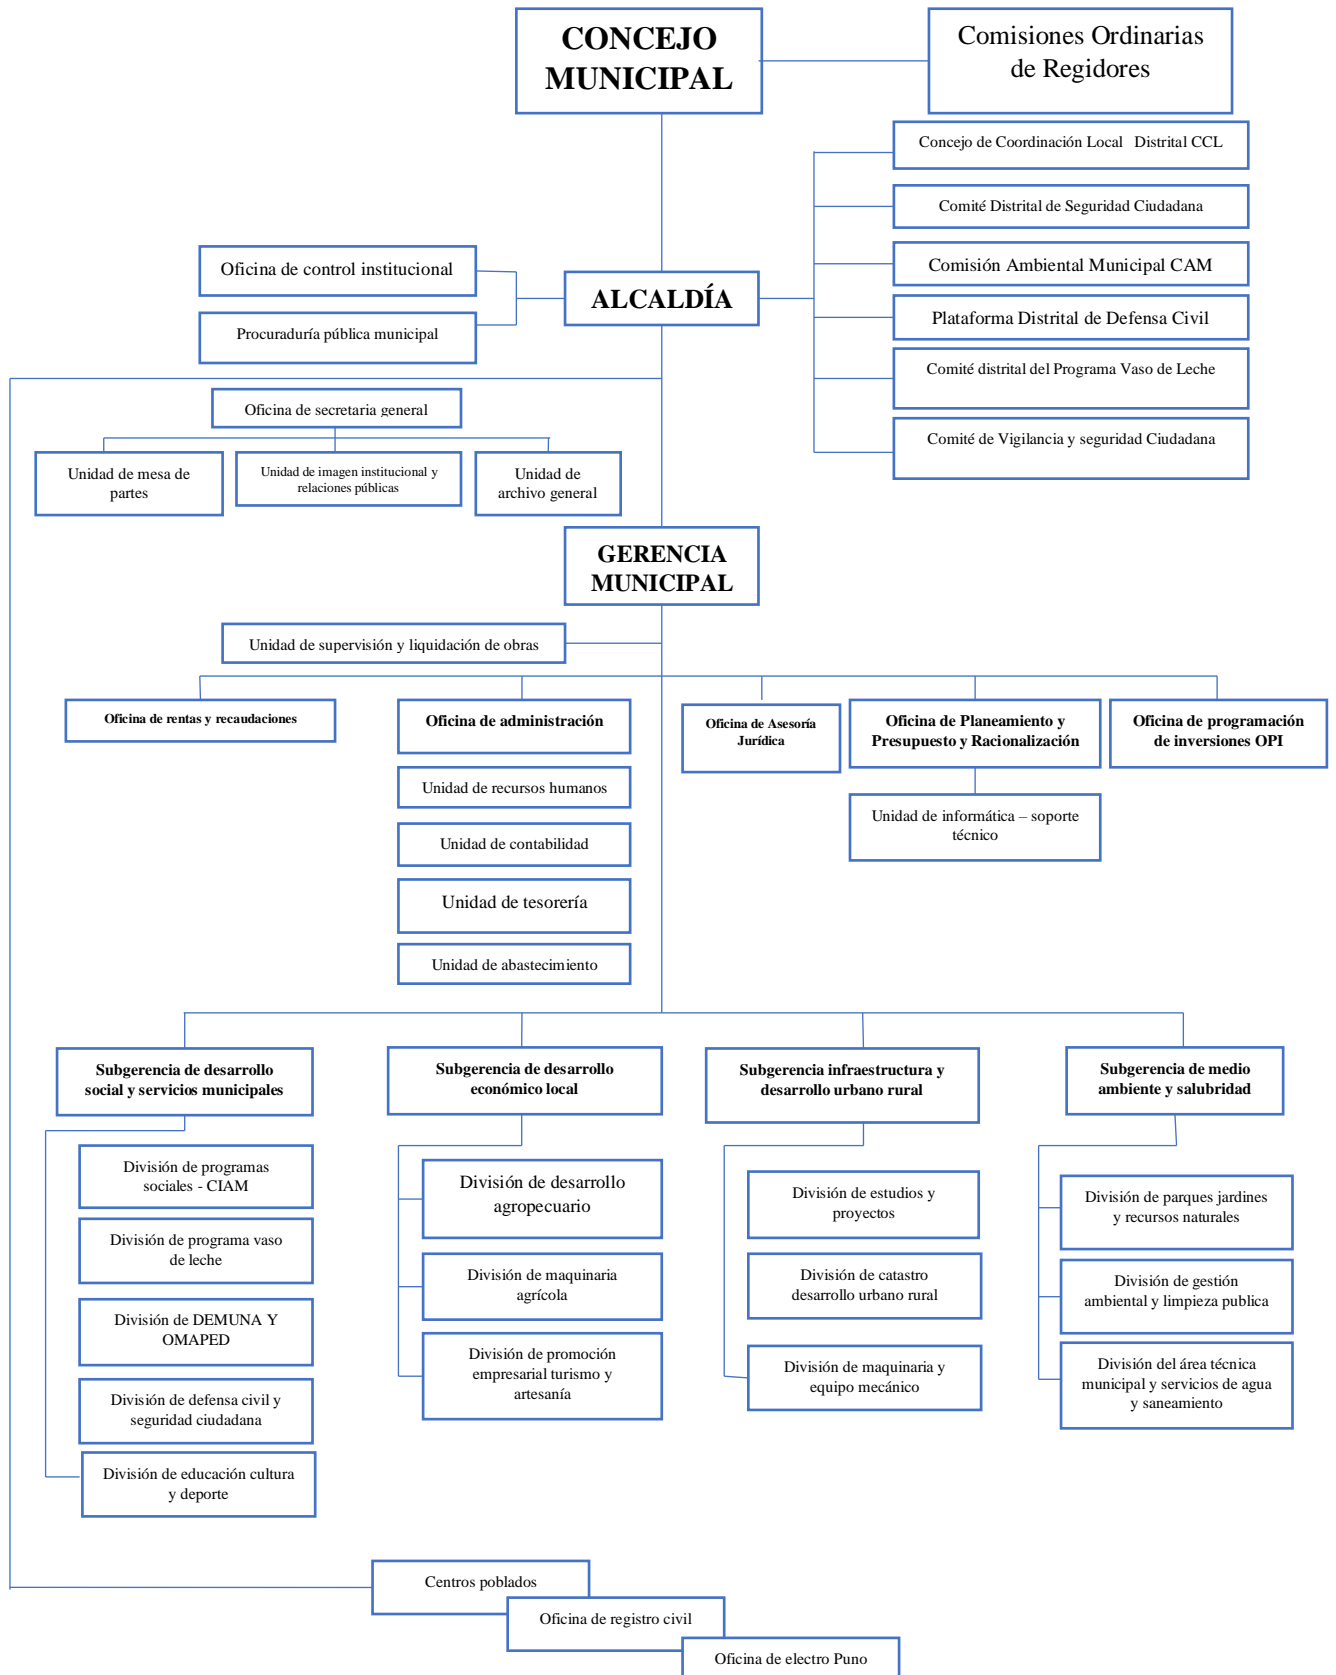 CONCEJO
MUNICIPAL
Comisiones Ordinarias
de Regidores
Concejo de Coordinación Local Distrital CCL
Comité Distrital de Seguridad Ciudadana
Comisión Ambiental Municipal CAM
Plataforma Distrital de Defensa Civil
Comité distrital del Programa Vaso de Leche
Comité de Vigilancia y seguridad Ciudadana
Oficina de control institucional
Procuraduría pública municipal
ALCALDÍA
Oficina de secretaria general
Unidad de mesa de
partes
Unidad de imagen institucional y
relaciones públicas
Unidad de
archivo general
GERENCIA
MUNICIPAL
Unidad de supervisión y liquidación de obras
Oficina de rentas y recaudaciones
Oficina de administración
Oficina de Asesoría
Jurídica
Oficina de Planeamiento y
Presupuesto y Racionalización
Oficina de programación
de inversiones OPI
Unidad de recursos humanos
Unidad de contabilidad
Unidad de tesorería
Unidad de abastecimiento
Unidad de informática – soporte
técnico
Subgerencia de desarrollo
social y servicios municipales
Subgerencia de desarrollo
económico local
Subgerencia infraestructura y
desarrollo urbano rural
Subgerencia de medio
ambiente y salubridad
División de programas
sociales - CIAM
División de programa vaso
de leche
División de DEMUNA Y
OMAPED
División de defensa civil y
seguridad ciudadana
División de educación cultura
y deporte
División de desarrollo
agropecuario
División de maquinaria
agrícola
División de promoción
empresarial turismo y
artesanía
División de estudios y
proyectos
División de catastro
desarrollo urbano rural
División de maquinaria y
equipo mecánico
División de parques jardines
y recursos naturales
División de gestión
ambiental y limpieza publica
División del área técnica
municipal y servicios de agua
y saneamiento
Centros poblados
Oficina de registro civil
Oficina de electro Puno